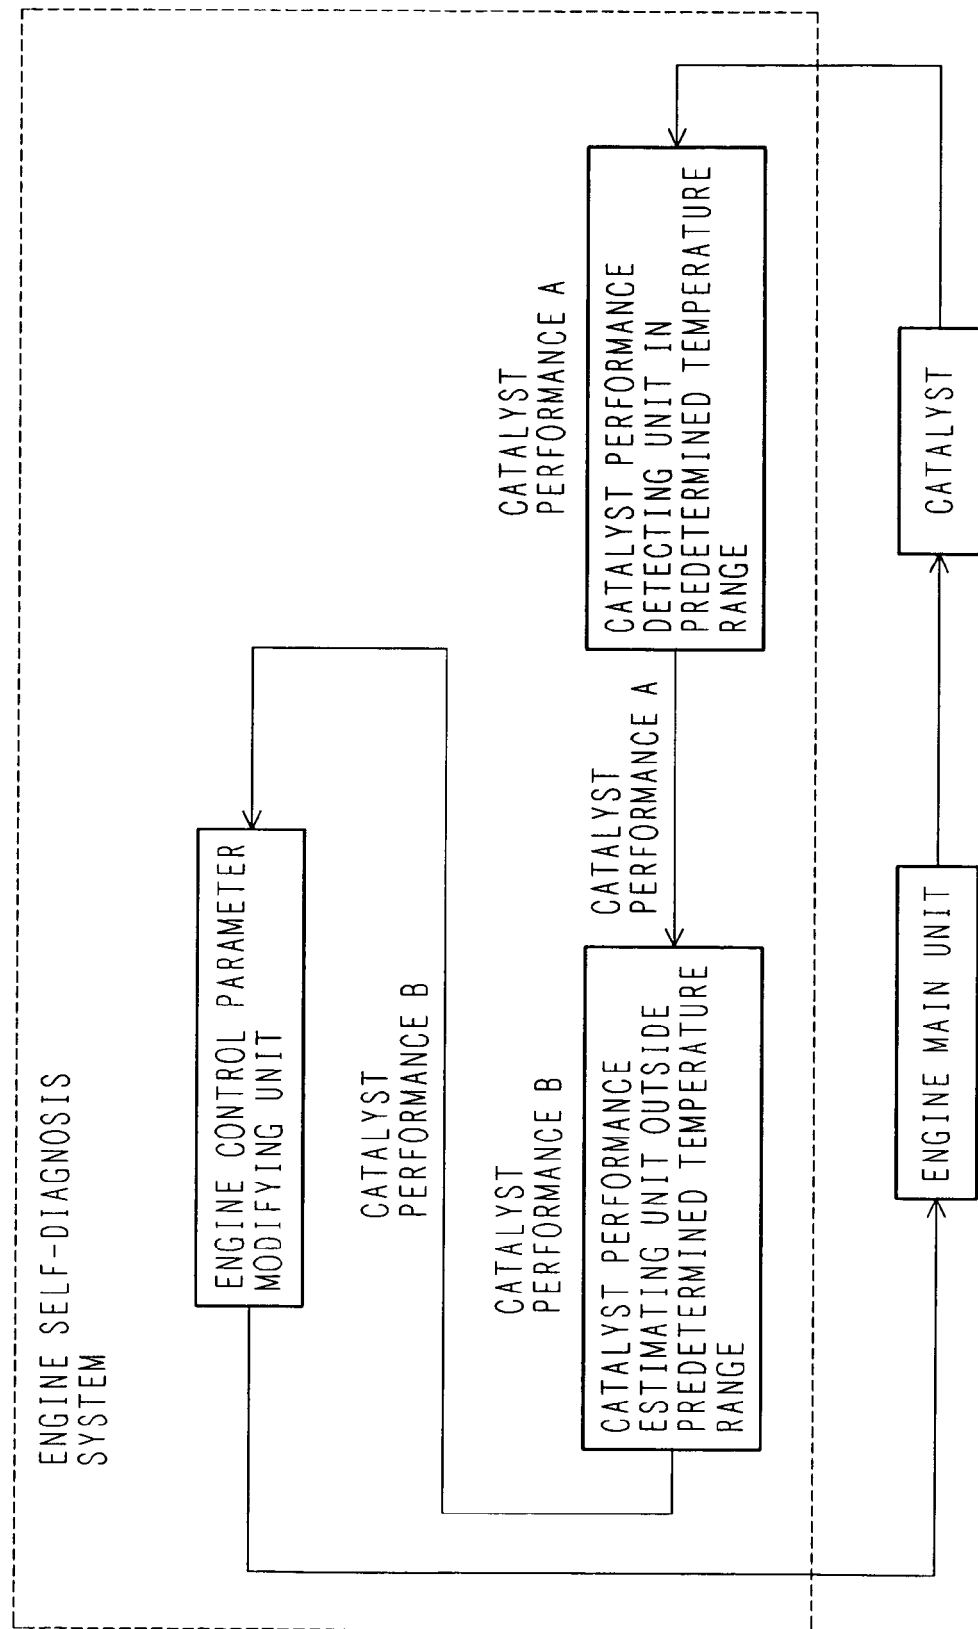 ENGINE SELF-DIAGNOSIS
SYSTEM
ENGINE CONTROL PARAMETER
MODIFYING UNIT
CATALYST
PERFORMANCE B
CATALYST
PERFORMANCE B
CATALYST PERFORMANCE
ESTIMATING UNIT OUTSIDE
PREDETERMINED TEMPERATURE
RANGE
CATALYST
PERFORMANCE A
CATALYST
PERFORMANCE A
CATALYST PERFORMANCE
DETECTING UNIT IN
PREDETERMINED TEMPERATURE
RANGE
ENGINE MAIN UNIT
CATALYST